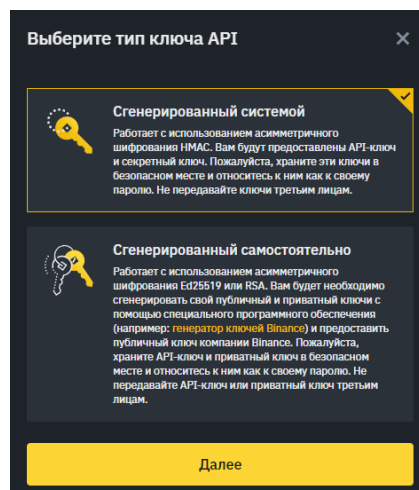 Выберите тип ключа API
Сгенерированный системой
Работает с использованием асимметричного
шифрования HMAC. Вам будут предоставлены API-ключ
и секретный ключ. Пожалуйста, храните эти ключи в
безопасном месте и относитесь к ним как к своему
паролю. Не передавайте ключи третьим лицам.
Сгенерированный самостоятельно
Работает с использованием асимметричного
шифрования Ed25519 или RSA. Вам будет необходимо
сгенерировать свой публичный и приватный ключи с
помощью специального программного обеспечения
(например: генератор ключей Binance) и предоставить
публичный ключ компании Binance. Пожалуйста,
храните API-ключ и приватный ключ в безопасном
месте и относитесь к ним как к своему паролю. Не
передавайте API-ключ или приватный ключ третьим
лицам.
Далее